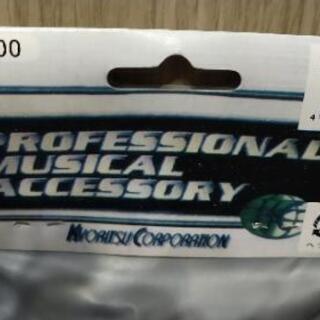 00
PROFESSIONAL
MUSICAL
ACCESSORY
KYORITSU CORPORATION